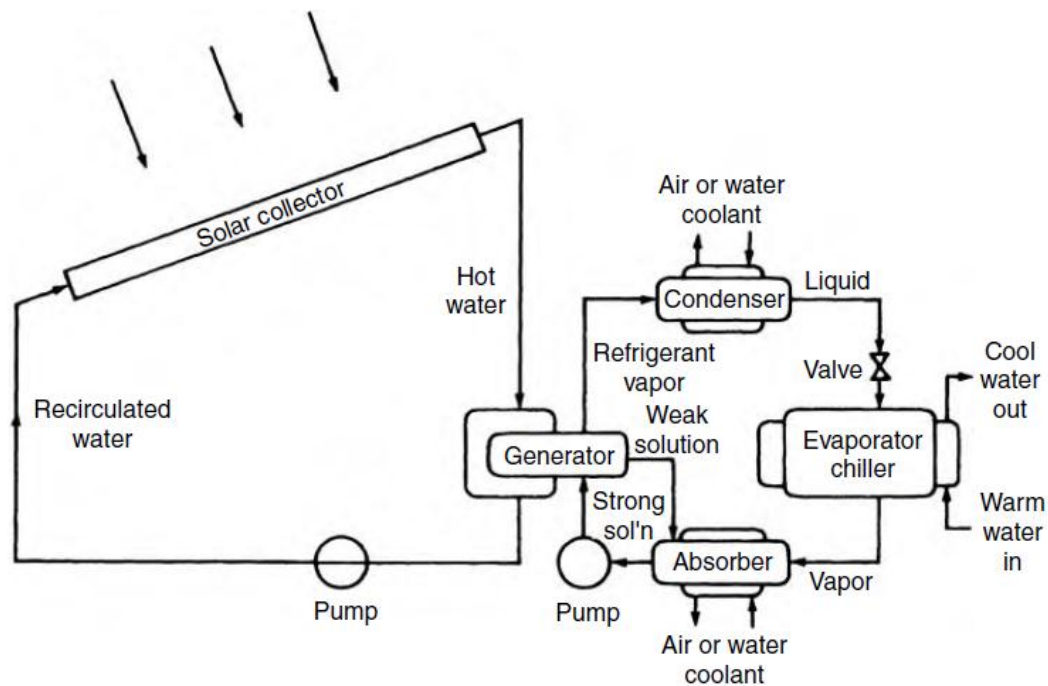 Solar collector
Air or water
coolant
Hot
water
Condenser
Liquid
Refrigerant
vapor
Valve
Cool
water
out
Recirculated
water
Weak
solution
Generator
Evaporator
chiller
Strong
sol'n
Warm
water
in
Absorber
Vapor
Pump
Pump
Air or water
coolant